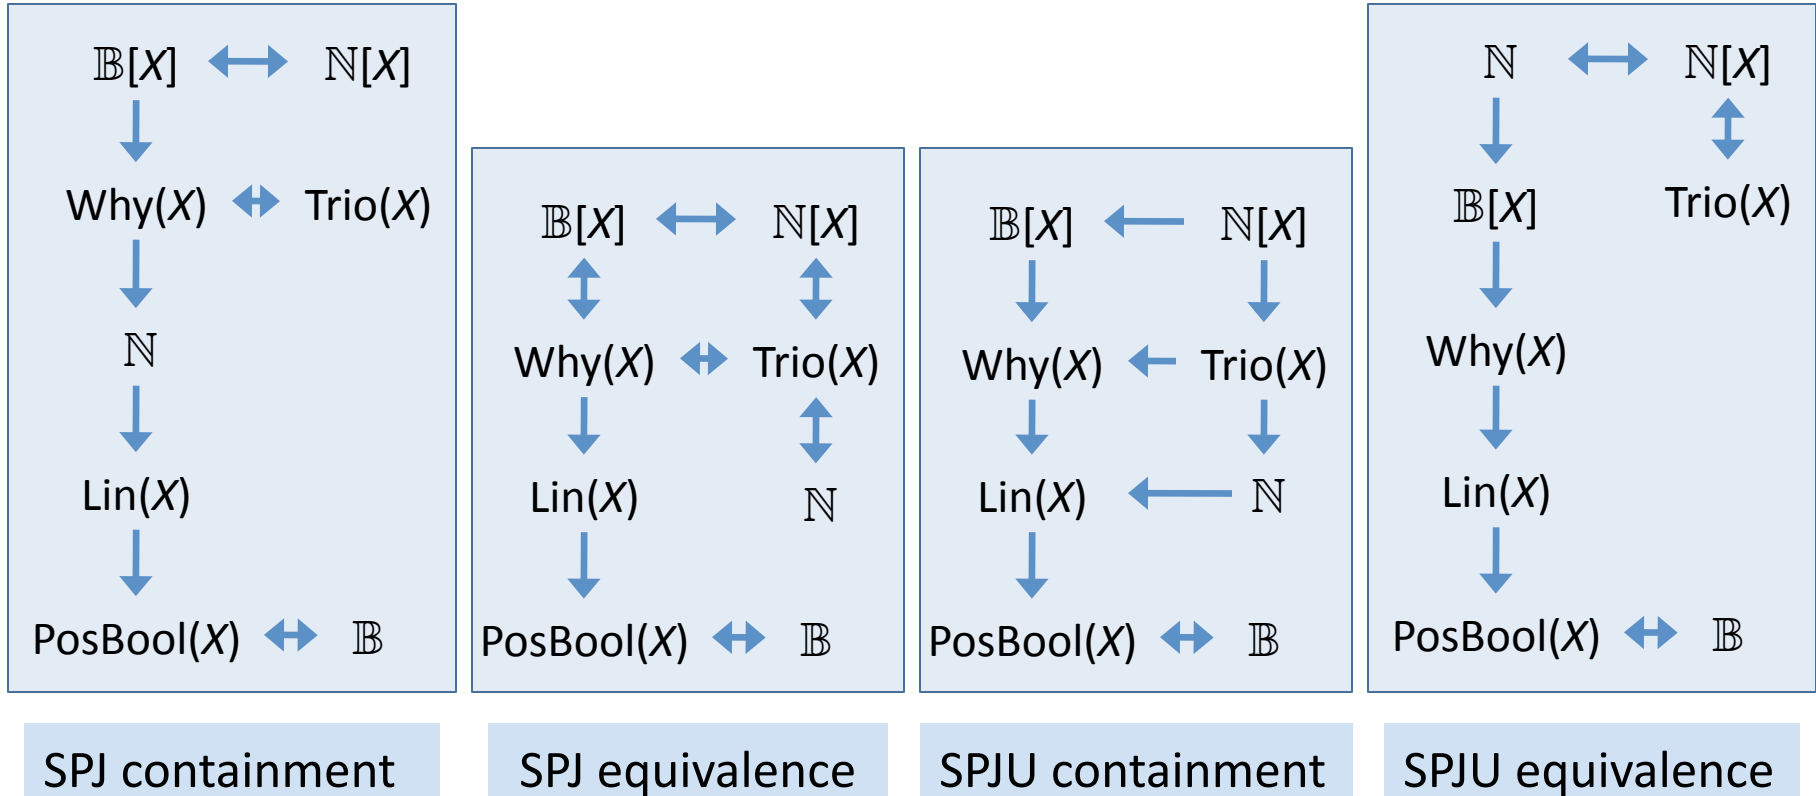 𝔹[X] ℕ[X]
Why(X) Trio(X)
ℕ
Lin(X)
PosBool(X) 𝔹
SPJ containment
𝔹[X] ℕ[X]
Why(X) Trio(X)
Lin(X) ℕ
PosBool(X) 𝔹
SPJ equivalence
𝔹[X] ℕ[X]
Why(X) Trio(X)
Lin(X) ℕ
PosBool(X) 𝔹
SPJU containment
ℕ ℕ[X]
𝔹[X] Trio(X)
Why(X)
Lin(X)
PosBool(X) 𝔹
SPJU equivalence